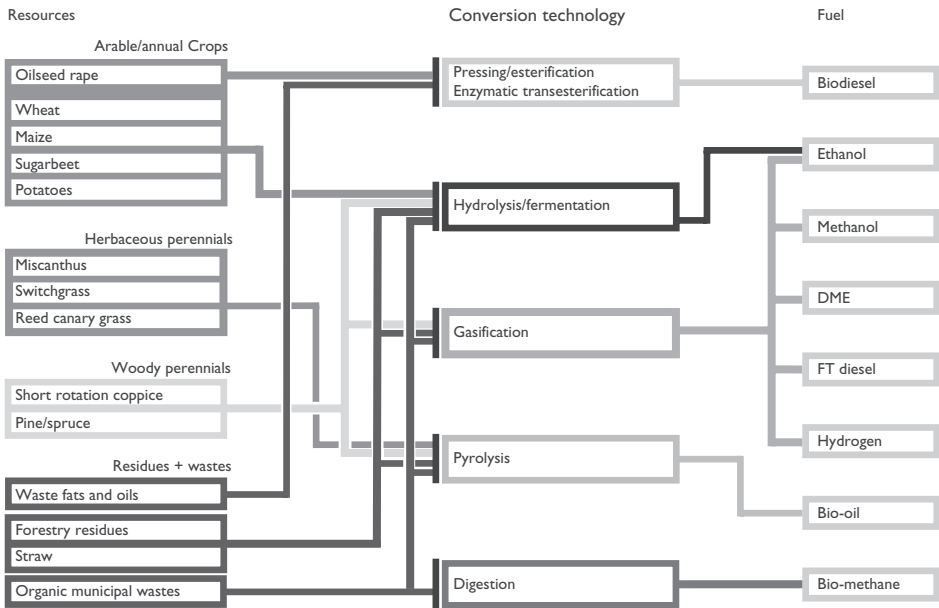 Resources
Conversion technology
Fuel
Arable/annual Crops
Oilseed rape
Wheat
Maize
Sugarbeet
Potatoes
Herbaceous perennials
Miscanthus
Switchgrass
Reed canary grass
Woody perennials
Short rotation coppice
Pine/spruce
Residues + wastes
Waste fats and oils
Forestry residues
Straw
Organic municipal wastes
Pressing/esterification
Enzymatic transesterification
Hydrolysis/fermentation
Gasification
Pyrolysis
Digestion
Biodiesel
Ethanol
Methanol
DME
FT diesel
Hydrogen
Bio-oil
Bio-methane